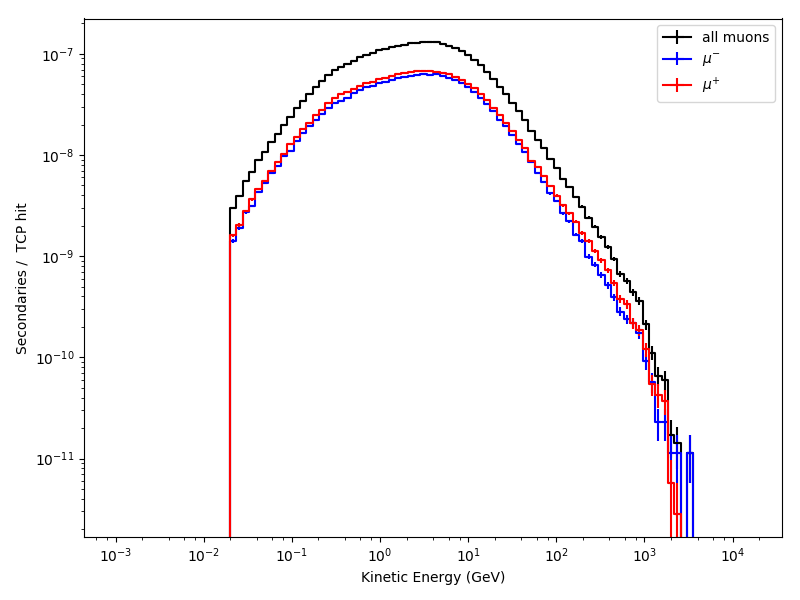 all muons
μ⁻
μ⁺
Secondaries / TCP hit
10⁻⁷
10⁻⁸
10⁻⁹
10⁻¹⁰
10⁻¹¹
10⁻³ 10⁻² 10⁻¹ 10⁰ 10¹ 10² 10³ 10⁴
Kinetic Energy (GeV)